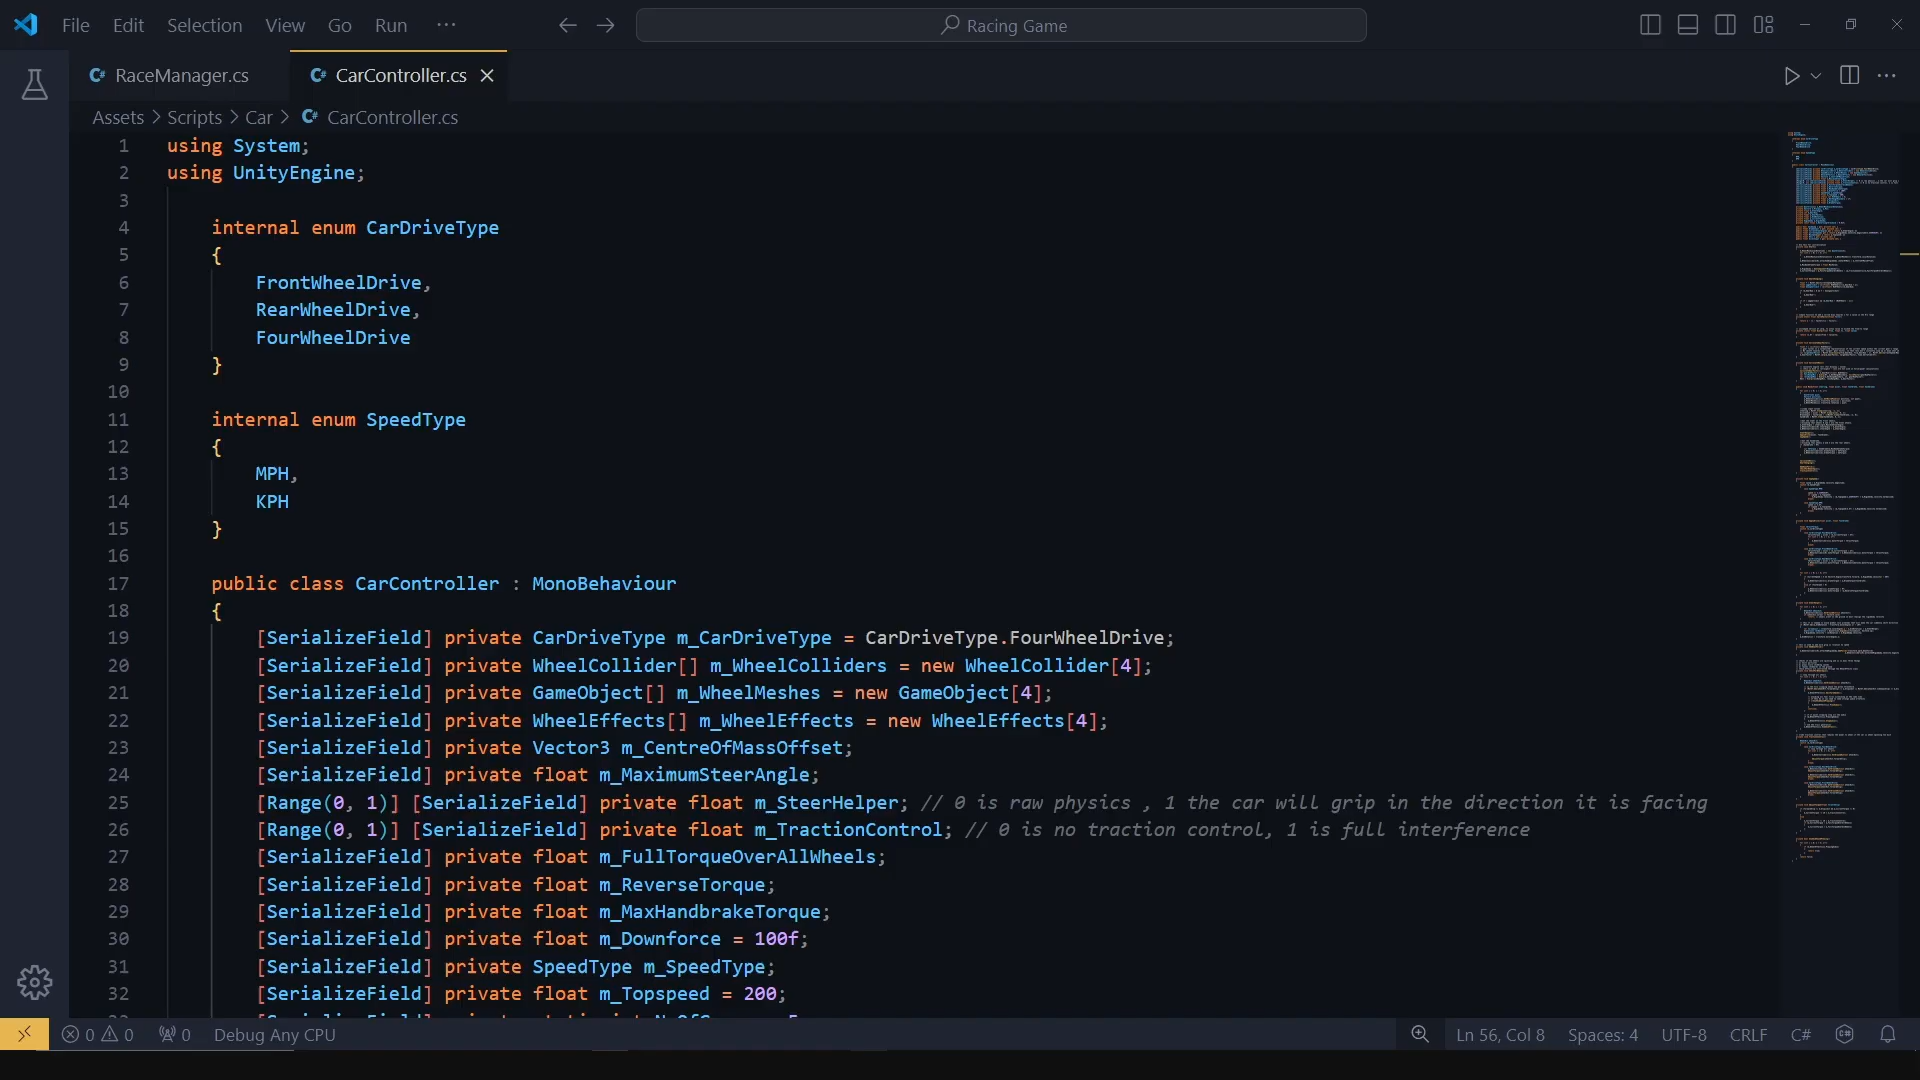 File Edit Selection View Go Run ···
Racing Game
RaceManager.cs CarController.cs
Assets > Scripts > Car > CarController.cs
1 using System;
2 using UnityEngine;
3
4 internal enum CarDriveType
5 {
6 FrontWheelDrive,
7 RearWheelDrive,
8 FourWheelDrive
9 }
10
11 internal enum SpeedType
12 {
13 MPH,
14 KPH
15 }
16
17 public class CarController : MonoBehaviour
18 {
19 [SerializeField] private CarDriveType m_CarDriveType = CarDriveType.FourWheelDrive;
20 [SerializeField] private WheelCollider[] m_WheelColliders = new WheelCollider[4];
21 [SerializeField] private GameObject[] m_WheelMeshes = new GameObject[4];
22 [SerializeField] private WheelEffects[] m_WheelEffects = new WheelEffects[4];
23 [SerializeField] private Vector3 m_CentreOfMassOffset;
24 [SerializeField] private float m_MaximumSteerAngle;
25 [Range(0, 1)] [SerializeField] private float m_SteerHelper; // 0 is raw physics , 1 the car will grip in the direction it is facing
26 [Range(0, 1)] [SerializeField] private float m_TractionControl; // 0 is no traction control, 1 is full interference
27 [SerializeField] private float m_FullTorqueOverAllWheels;
28 [SerializeField] private float m_ReverseTorque;
29 [SerializeField] private float m_MaxHandbrakeTorque;
30 [SerializeField] private float m_Downforce = 100f;
31 [SerializeField] private SpeedType m_SpeedType;
32 [SerializeField] private float m_Topspeed = 200;
0 0 0 Debug Any CPU Ln 56, Col 8 Spaces: 4 UTF-8 CRLF C#